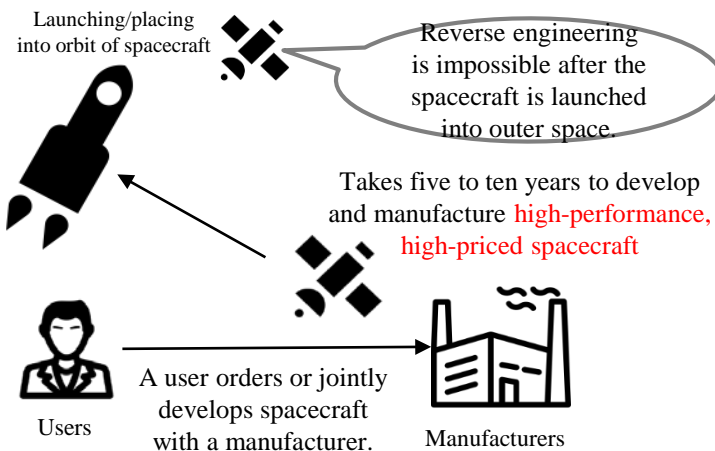 Launching/placing
into orbit of spacecraft
Reverse engineering
is impossible after the
spacecraft is launched
into outer space.
Takes five to ten years to develop
and manufacture high-performance,
high-priced spacecraft
A user orders or jointly
develops spacecraft
with a manufacturer.
Users
Manufacturers